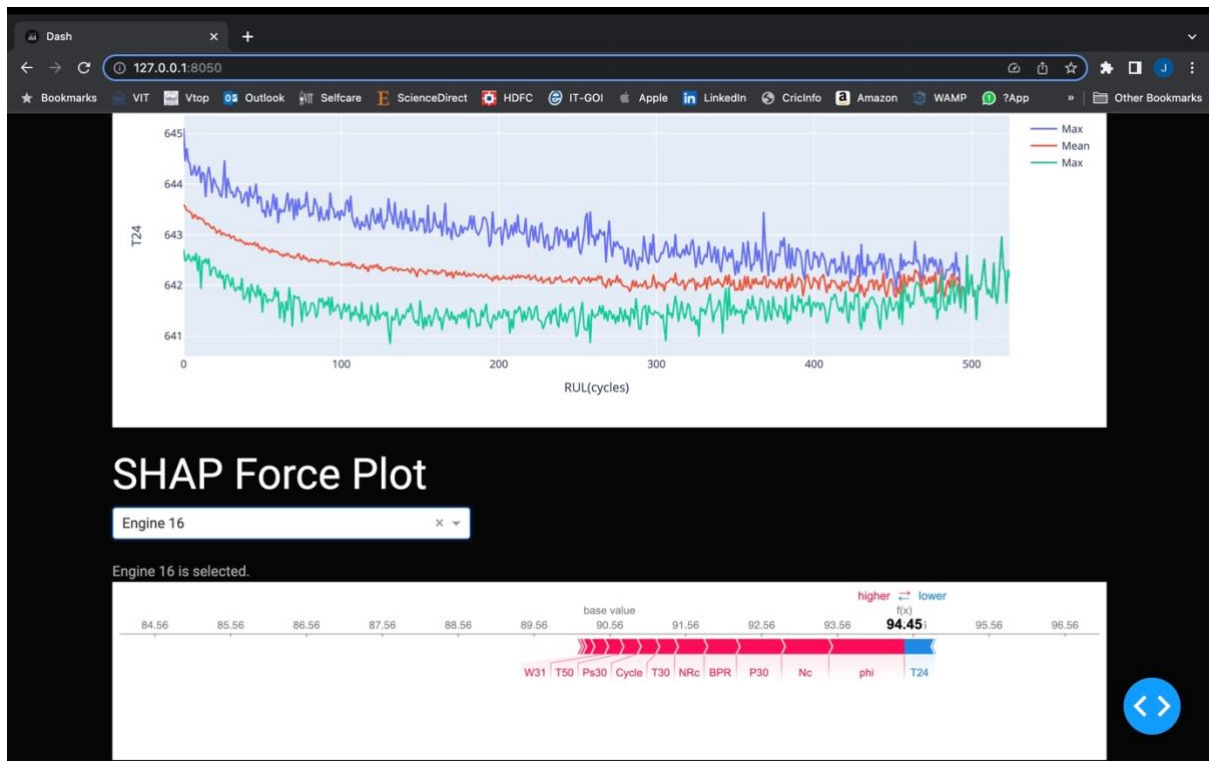 Dash
127.0.0.1:8050
Bookmarks VIT Vtop Outlook Selfcare ScienceDirect HDFC IT-GOI Apple LinkedIn CricInfo Amazon WAMP ?App » Other Bookmarks
J
645
644
643
642
641
T24
0 100 200 300 400 500
RUL(cycles)
Max
Mean
Max
SHAP Force Plot
Engine 16
Engine 16 is selected.
higher lower
base value f(x)
84.56 85.56 86.56 87.56 88.56 89.56 90.56 91.56 92.56 93.56 94.45 95.56 96.56
W31 T50 Ps30 Cycle T30 NRc BPR P30 Nc phi T24